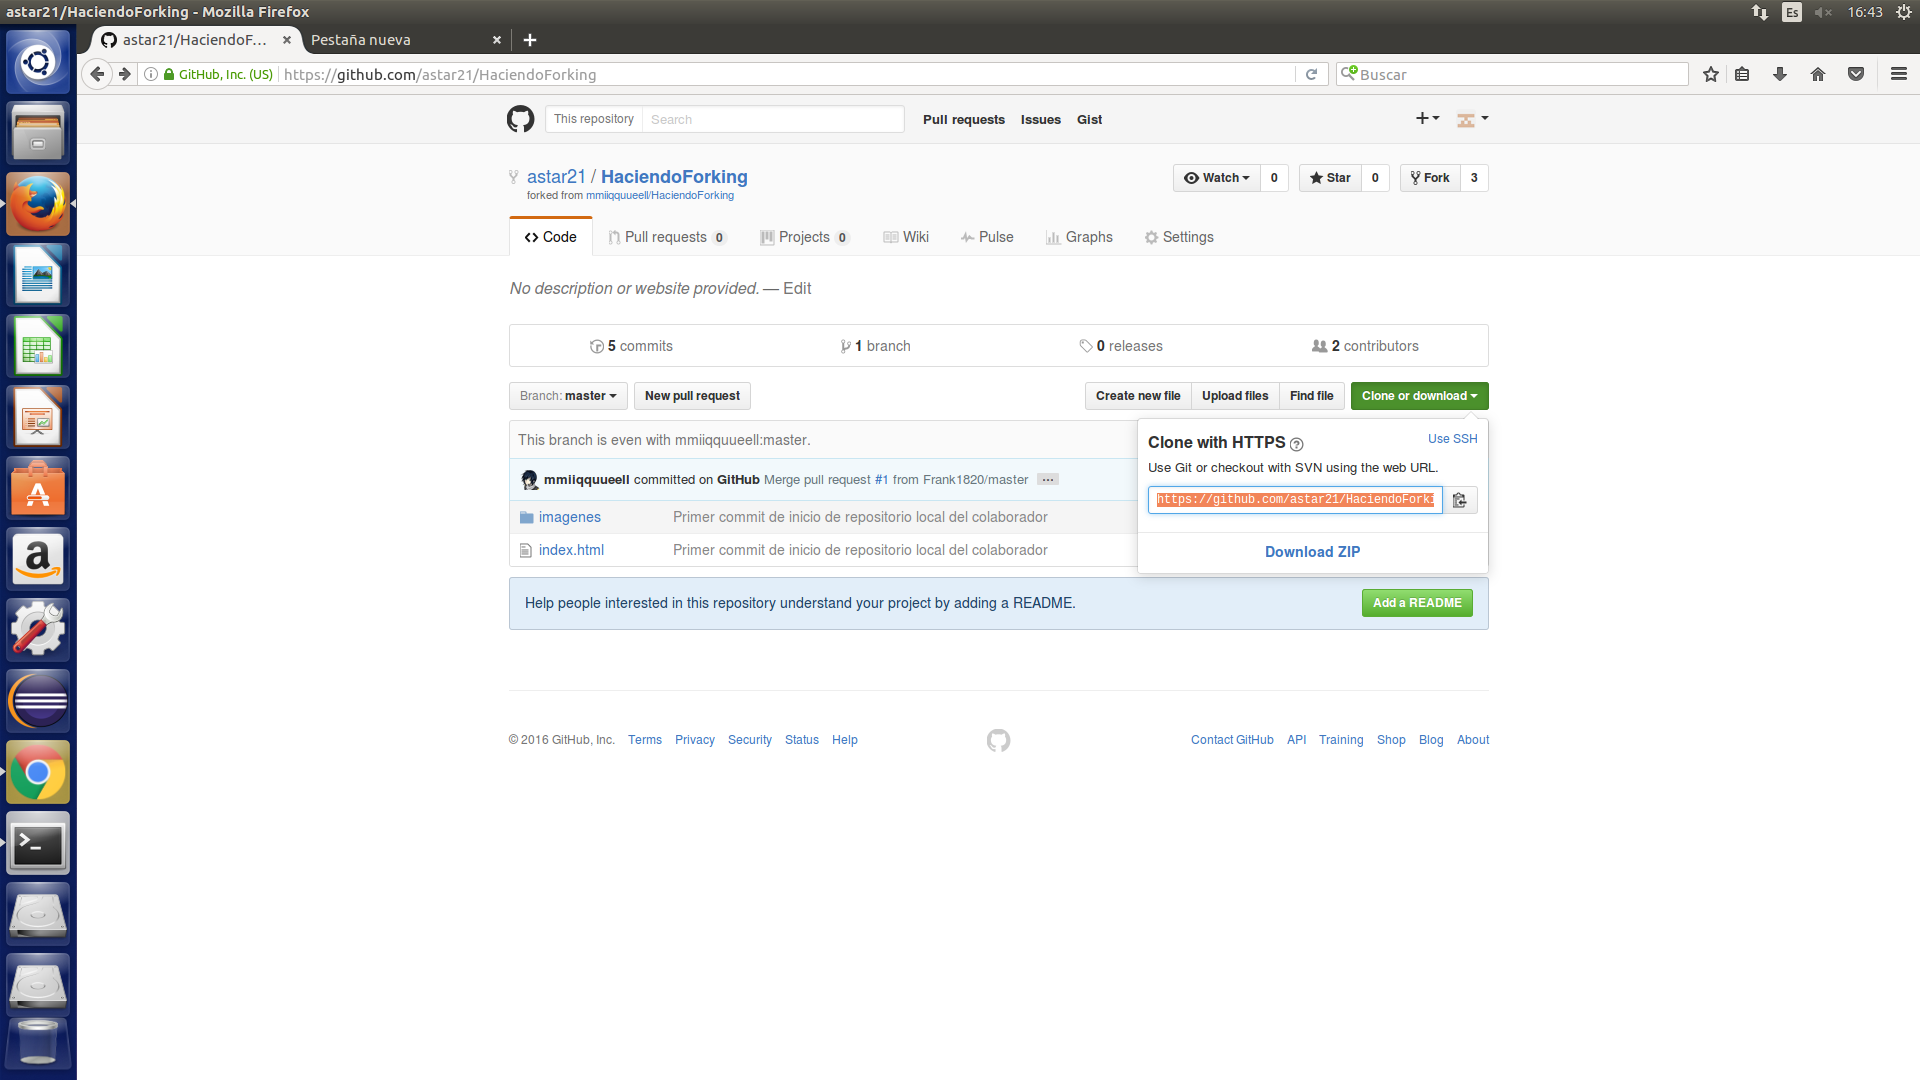 astar21/HaciendoForking - Mozilla Firefox
Es 16:43
astar21/HaciendoF... × Pestaña nueva × +
GitHub, Inc. (US) https://github.com/astar21/HaciendoForking Buscar
This repository Search Pull requests Issues Gist
astar21 / HaciendoForking
forked from mmiiqquueell/HaciendoForking
Watch 0 Star 0 Fork 3
Code Pull requests 0 Projects 0 Wiki Pulse Graphs Settings
No description or website provided. — Edit
5 commits 1 branch 0 releases 2 contributors
Branch: master New pull request Create new file Upload files Find file Clone or download
This branch is even with mmiiqquueell:master.
mmiiqquueell committed on GitHub Merge pull request #1 from Frank1820/master ...
imagenes Primer commit de inicio de repositorio local del colaborador
index.html Primer commit de inicio de repositorio local del colaborador
Clone with HTTPS ? Use SSH
Use Git or checkout with SVN using the web URL.
https://github.com/astar21/HaciendoForki
Download ZIP
Help people interested in this repository understand your project by adding a README. Add a README
© 2016 GitHub, Inc. Terms Privacy Security Status Help Contact GitHub API Training Shop Blog About